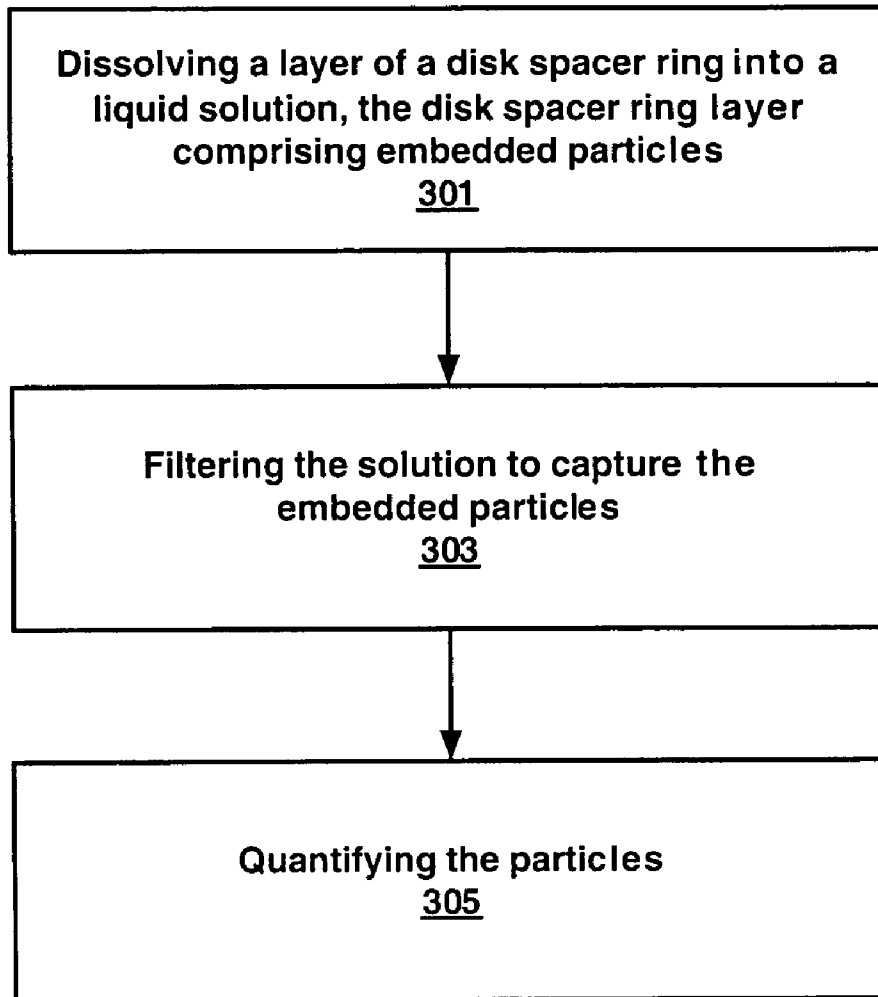 Dissolving a layer of a disk spacer ring into a
liquid solution, the disk spacer ring layer
comprising embedded particles
301
Filtering the solution to capture the
embedded particles
303
Quantifying the particles
305